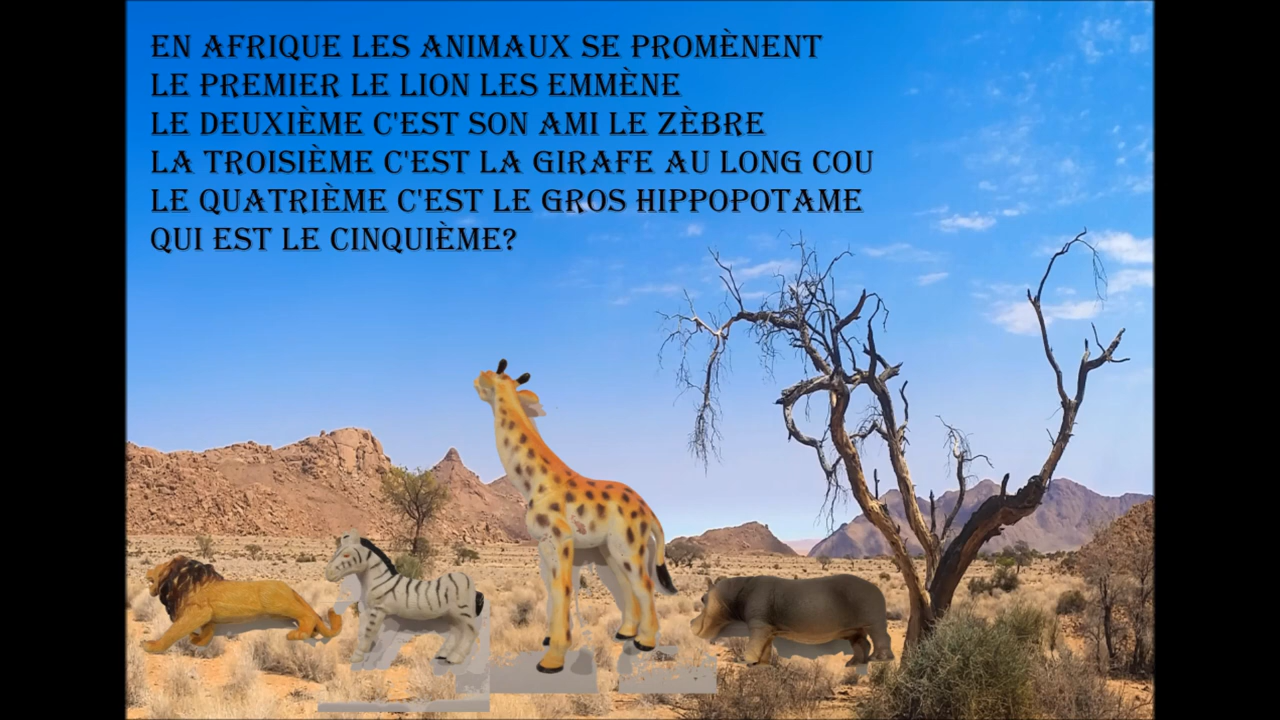 EN AFRIQUE LES ANIMAUX SE PROMÈNENT
LE PREMIER LE LION LES EMMÈNE
LE DEUXIÈME C'EST SON AMI LE ZÈBRE
LA TROISIÈME C'EST LA GIRAFE AU LONG COU
LE QUATRIÈME C'EST LE GROS HIPPOPOTAME
QUI EST LE CINQUIÈME?